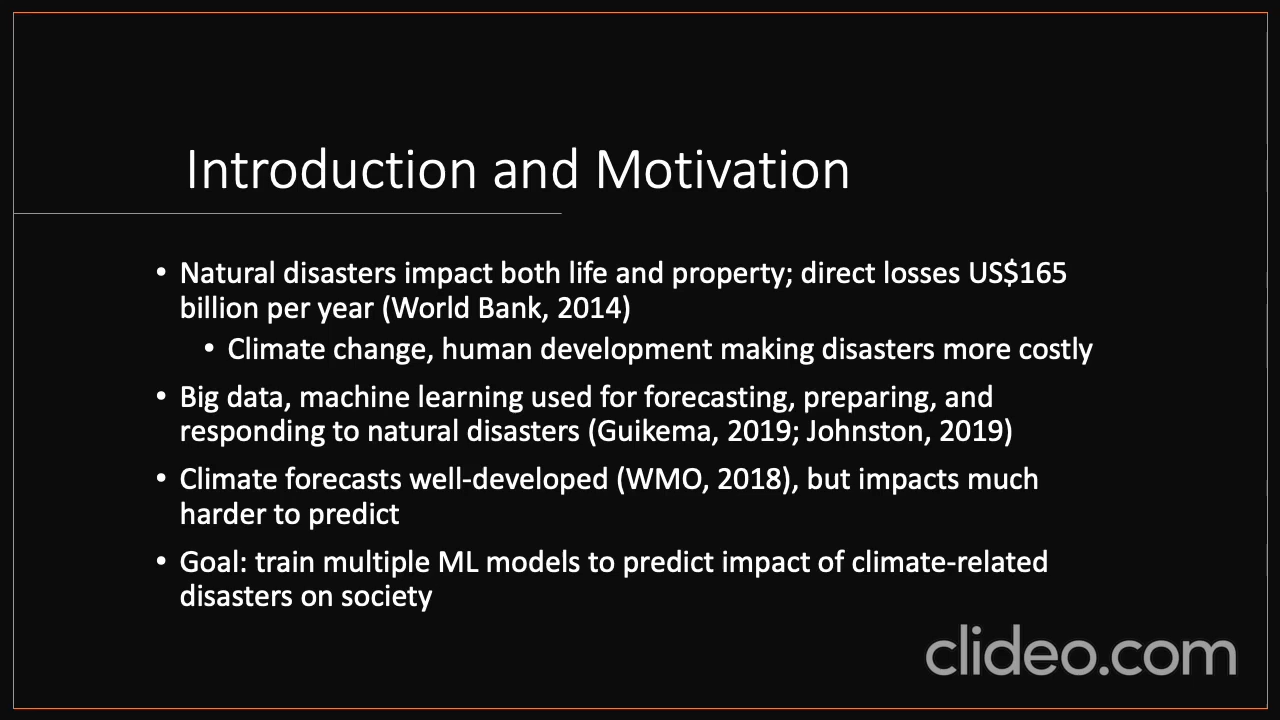 Introduction and Motivation
• Natural disasters impact both life and property; direct losses US$165
billion per year (World Bank, 2014)
• Climate change, human development making disasters more costly
• Big data, machine learning used for forecasting, preparing, and
responding to natural disasters (Guikema, 2019; Johnston, 2019)
• Climate forecasts well-developed (WMO, 2018), but impacts much
harder to predict
• Goal: train multiple ML models to predict impact of climate-related
disasters on society
clideo.com